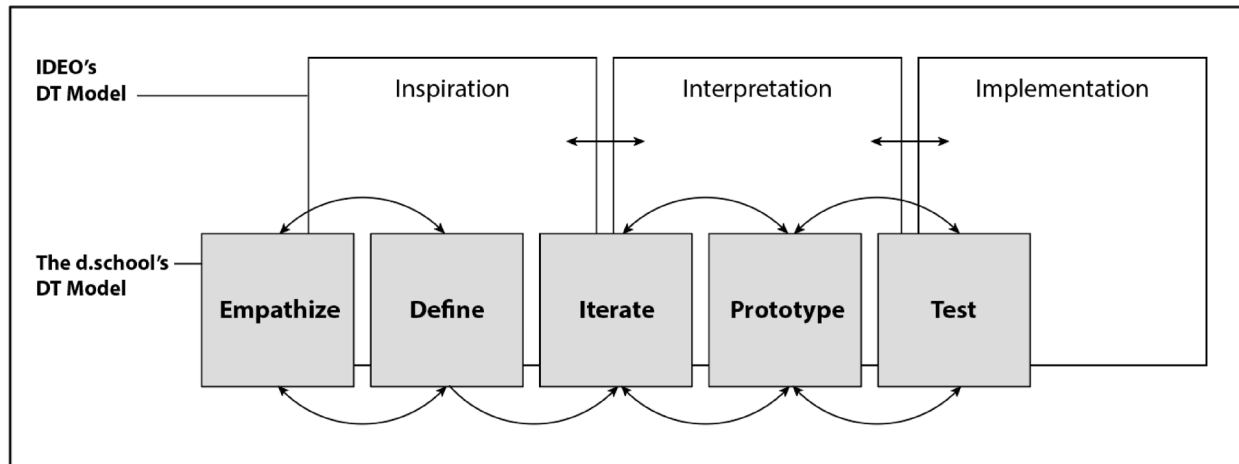 IDEO's
DT Model
Inspiration
Interpretation
Implementation
The d.school's
DT Model
Empathize
Define
Iterate
Prototype
Test